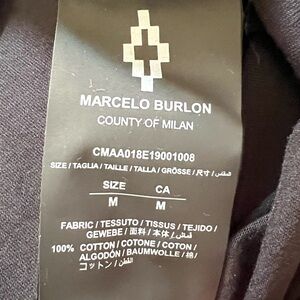 MARCELO BURLON
COUNTY OF MILAN
CMAA018E19001008
SIZE / TAGLIA / TAILLE / TALLA / GRÖSSE / 尺寸 / المقاس
SIZE CA
M M
FABRIC / TESSUTO / TISSUS / TEJIDO /
GEWEBE / 面料 / 本体 / قماش
100% COTTON / COTONE / COTON /
ALGODÓN / BAUMWOLLE / 棉 /
コットン / القطن